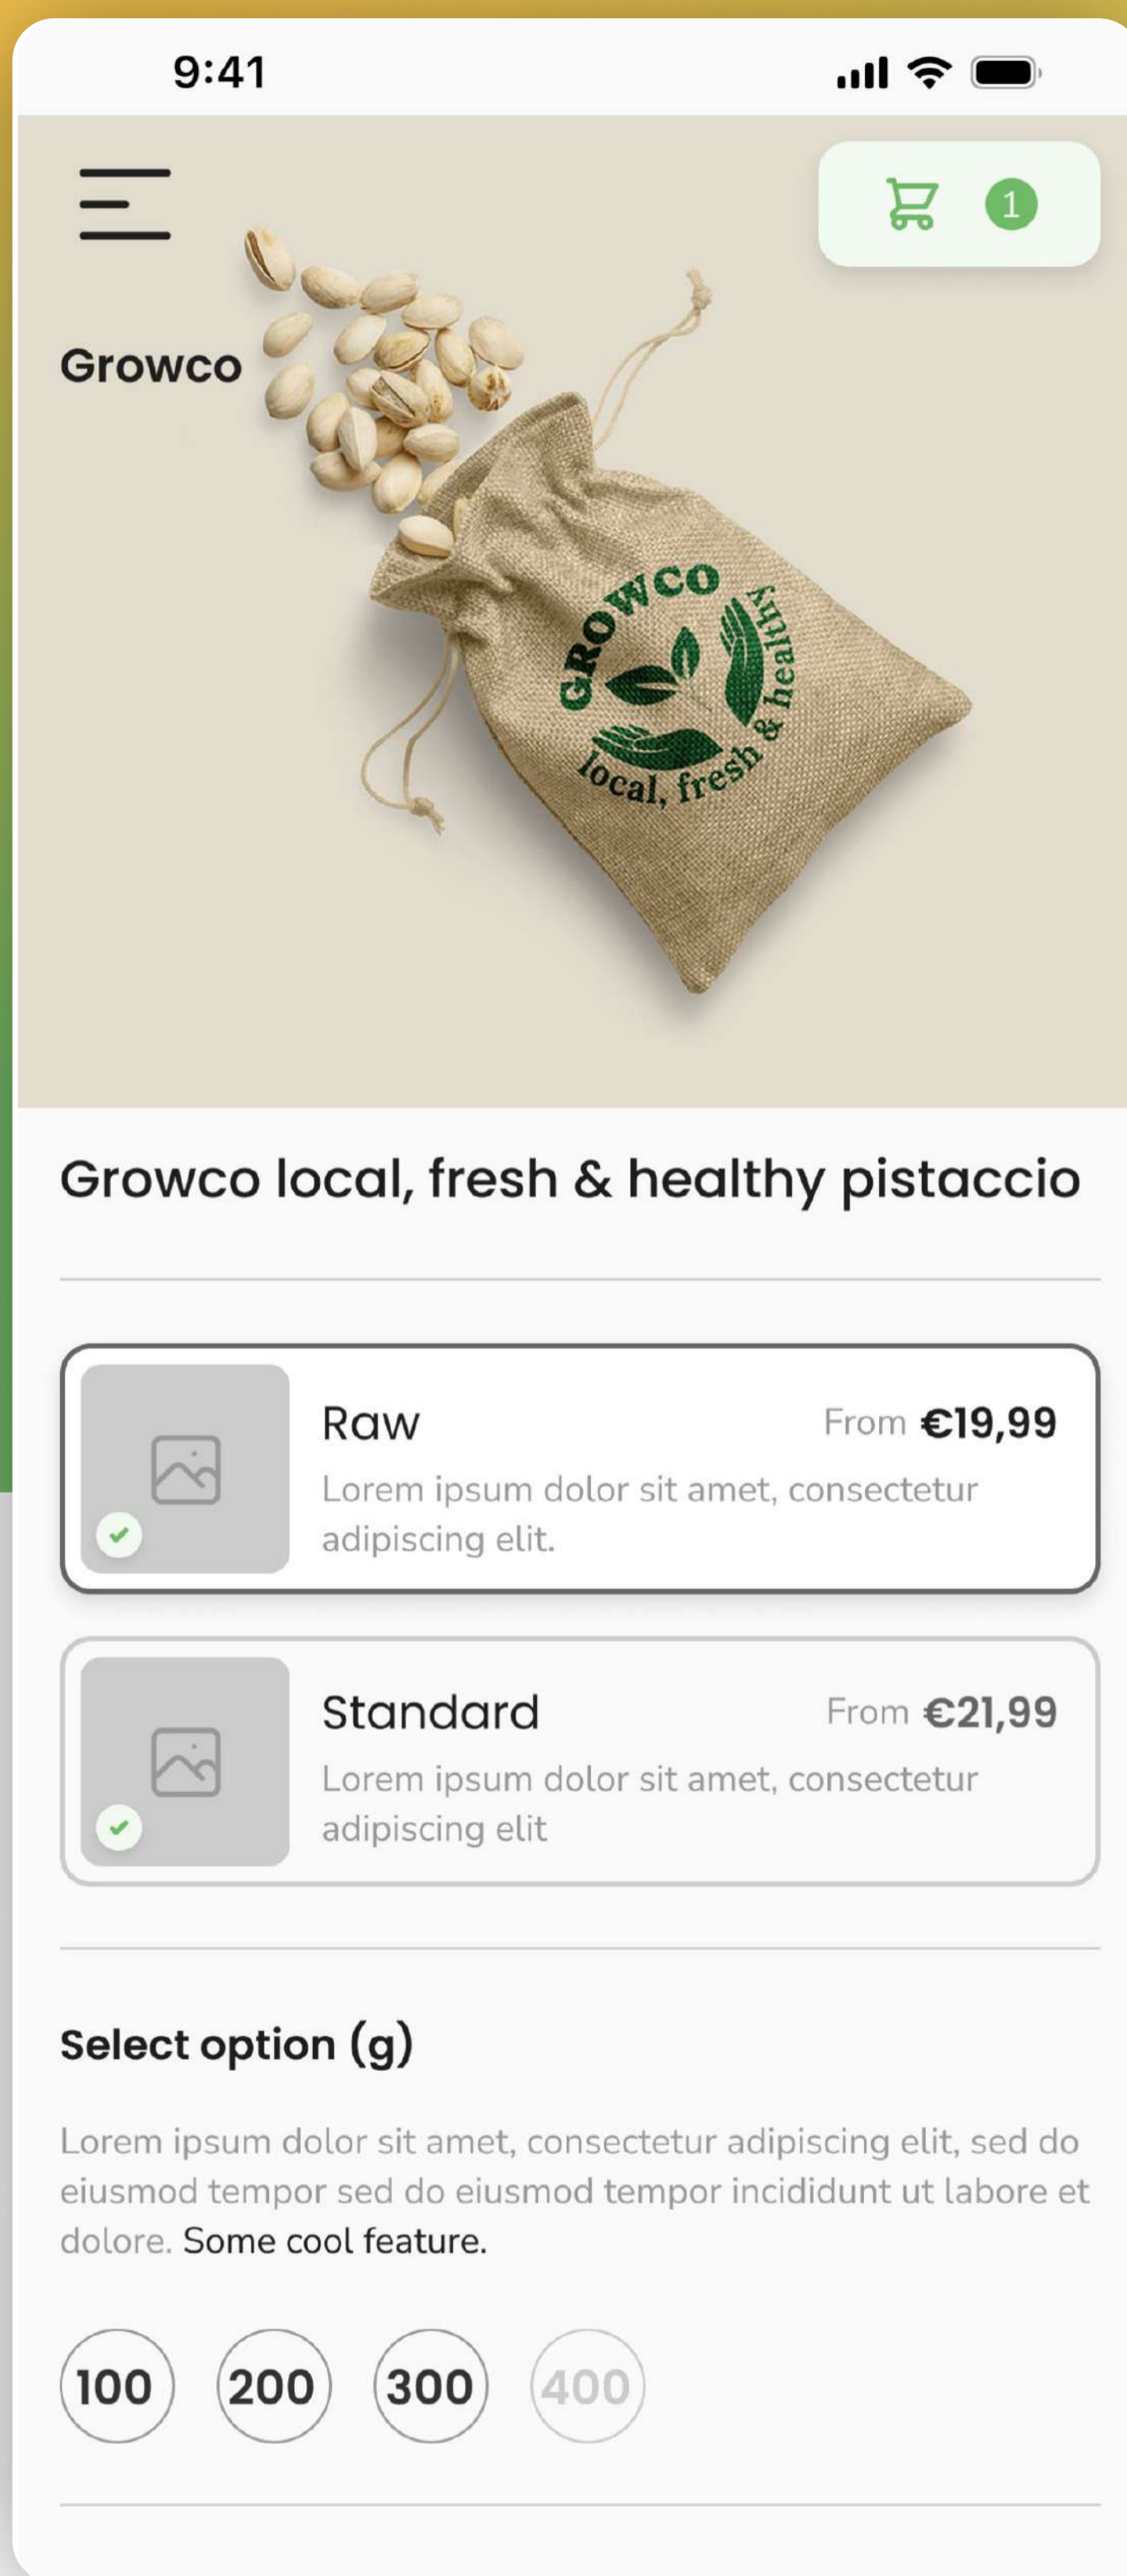 9:41
1
Growco
GROWCO
local, fresh & healthy
Growco local, fresh & healthy pistaccio
Raw
From €19,99
Lorem ipsum dolor sit amet, consectetur
adipiscing elit.
Standard
From €21,99
Lorem ipsum dolor sit amet, consectetur
adipiscing elit
Select option (g)
Lorem ipsum dolor sit amet, consectetur adipiscing elit, sed do
eiusmod tempor sed do eiusmod tempor incididunt ut labore et
dolore. Some cool feature.
100 200 300 400